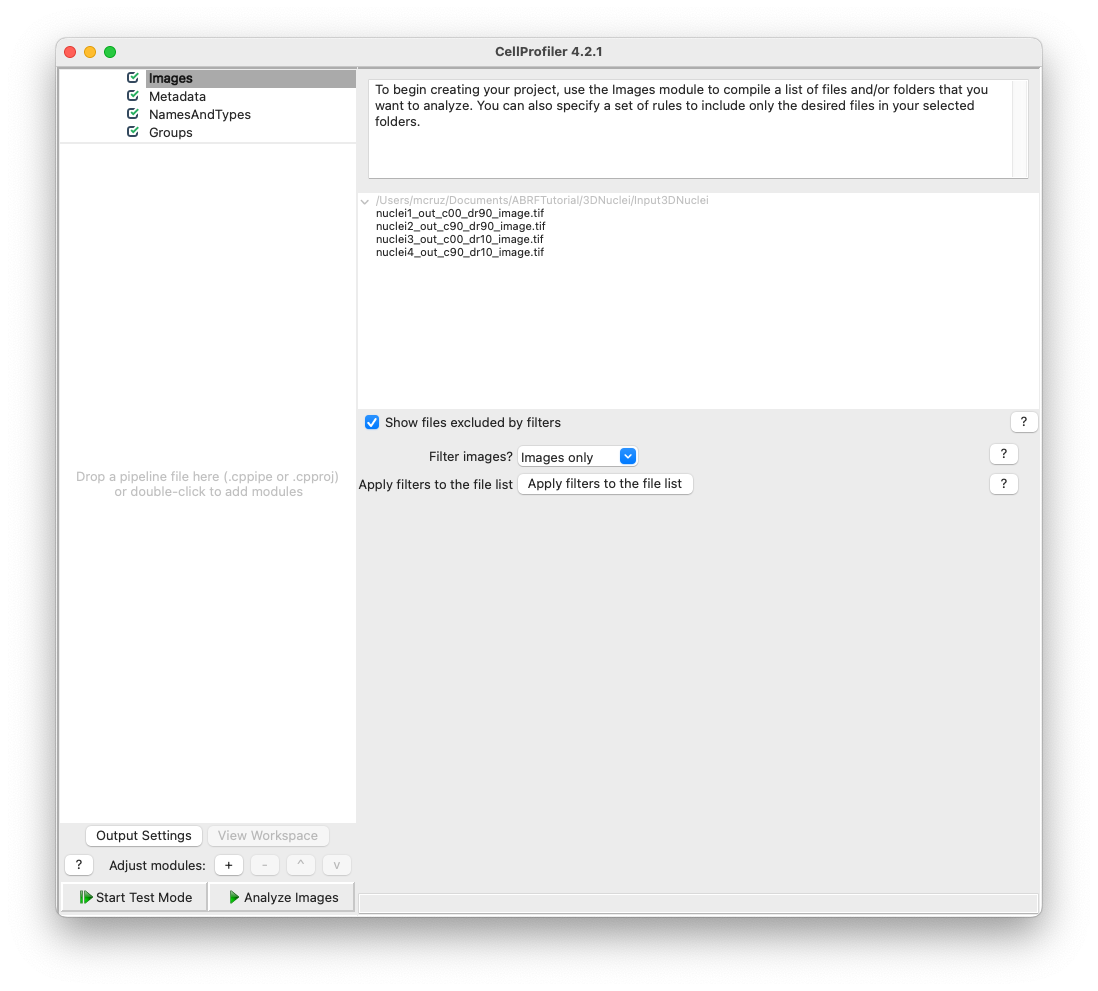 CellProfiler 4.2.1
Images
Metadata
NamesAndTypes
Groups
Drop a pipeline file here (.cppipe or .cpproj)
or double-click to add modules
Output Settings
View Workspace
?
Adjust modules:
+
-
^
v
Start Test Mode
Analyze Images
To begin creating your project, use the Images module to compile a list of files and/or folders that you
want to analyze. You can also specify a set of rules to include only the desired files in your selected
folders.
/Users/mcruz/Documents/ABRFTutorial/3DNuclei/Input3DNuclei
nuclei1_out_c00_dr90_image.tif
nuclei2_out_c90_dr90_image.tif
nuclei3_out_c00_dr10_image.tif
nuclei4_out_c90_dr10_image.tif
Show files excluded by filters
?
Filter images?
Images only
?
Apply filters to the file list
Apply filters to the file list
?